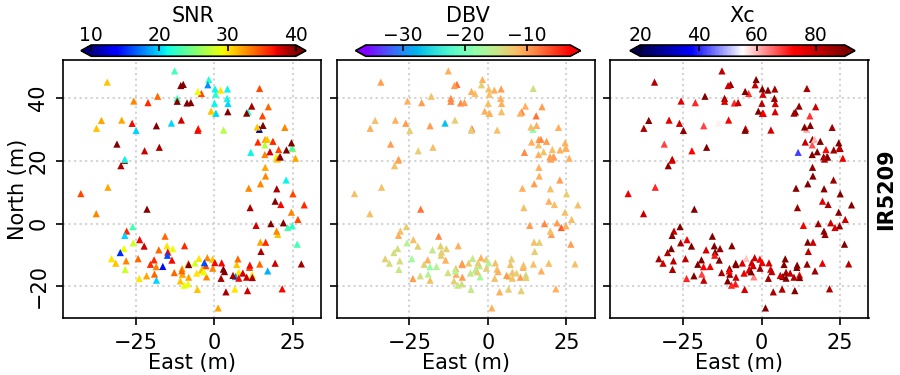 SNR DBV Xc
10 20 30 40 −30 −20 −10 20 40 60 80
40
20
0
−20
North (m)
−25 0 25 −25 0 25 −25 0 25
East (m) East (m) East (m)
IR5209